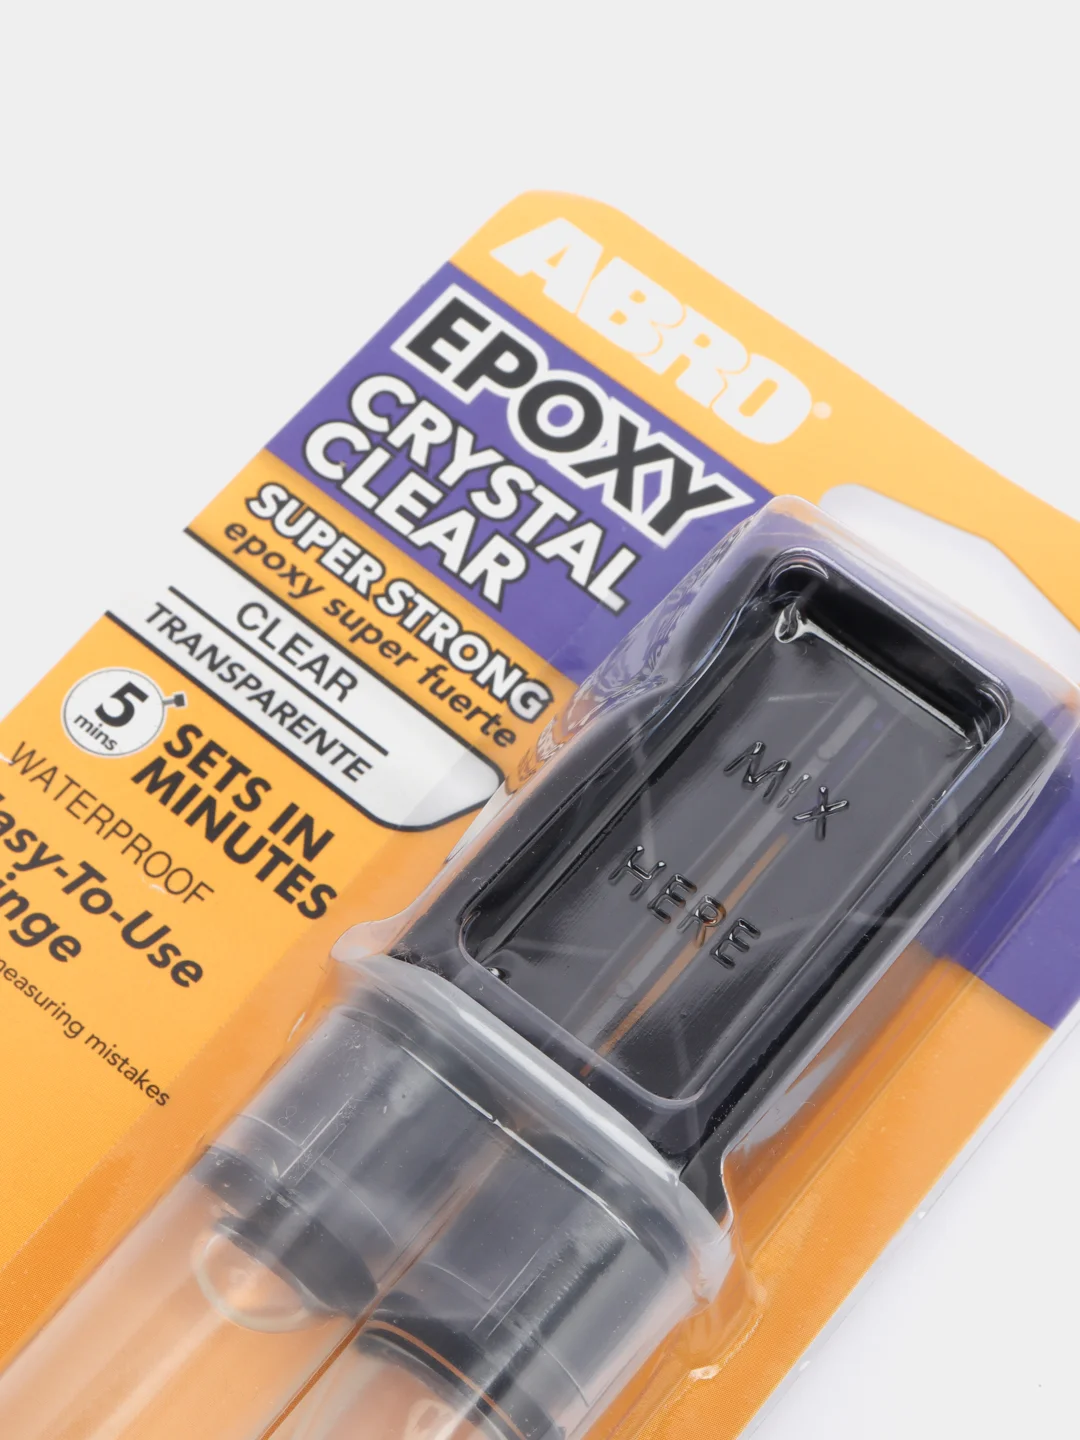 ABRO
EPOXY
CRYSTAL
CLEAR
SUPER STRONG
epoxy super fuerte
CLEAR
TRANSPARENTE
5
mins
SETS IN
MINUTES
WATERPROOF
asy-To-Use
inge
measuring mistakes
MIX
HERE